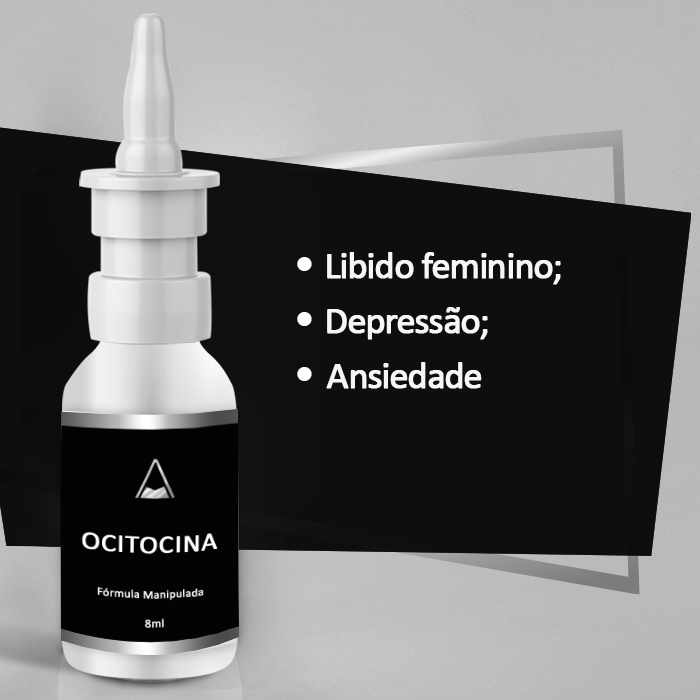 • Libido feminino;
• Depressão;
• Ansiedade
OCITOCINA
Fórmula Manipulada
8ml